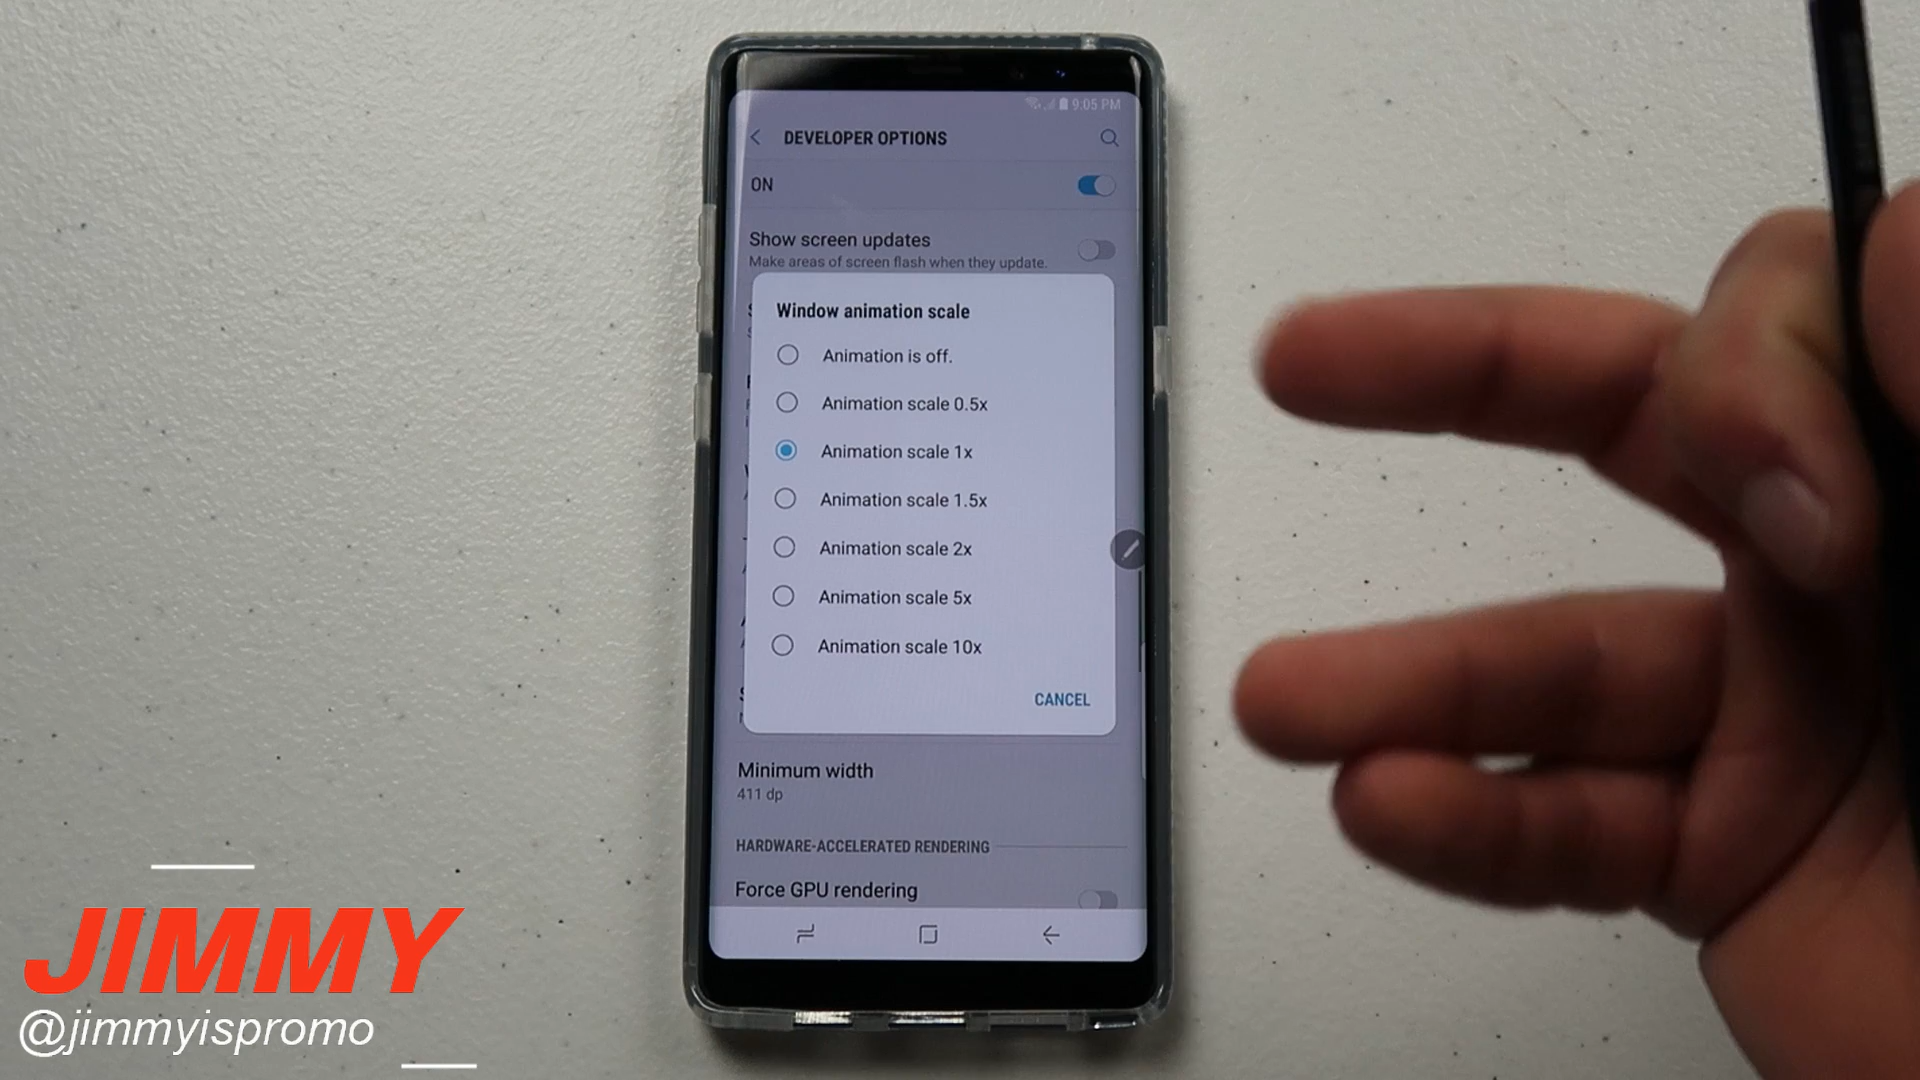 9:05 PM
DEVELOPER OPTIONS
ON
Show screen updates
Make areas of screen flash when they update.
Window animation scale
Animation is off.
Animation scale 0.5x
Animation scale 1x
Animation scale 1.5x
Animation scale 2x
Animation scale 5x
Animation scale 10x
CANCEL
Minimum width
411 dp
HARDWARE-ACCELERATED RENDERING
Force GPU rendering
JIMMY
@jimmyispromo